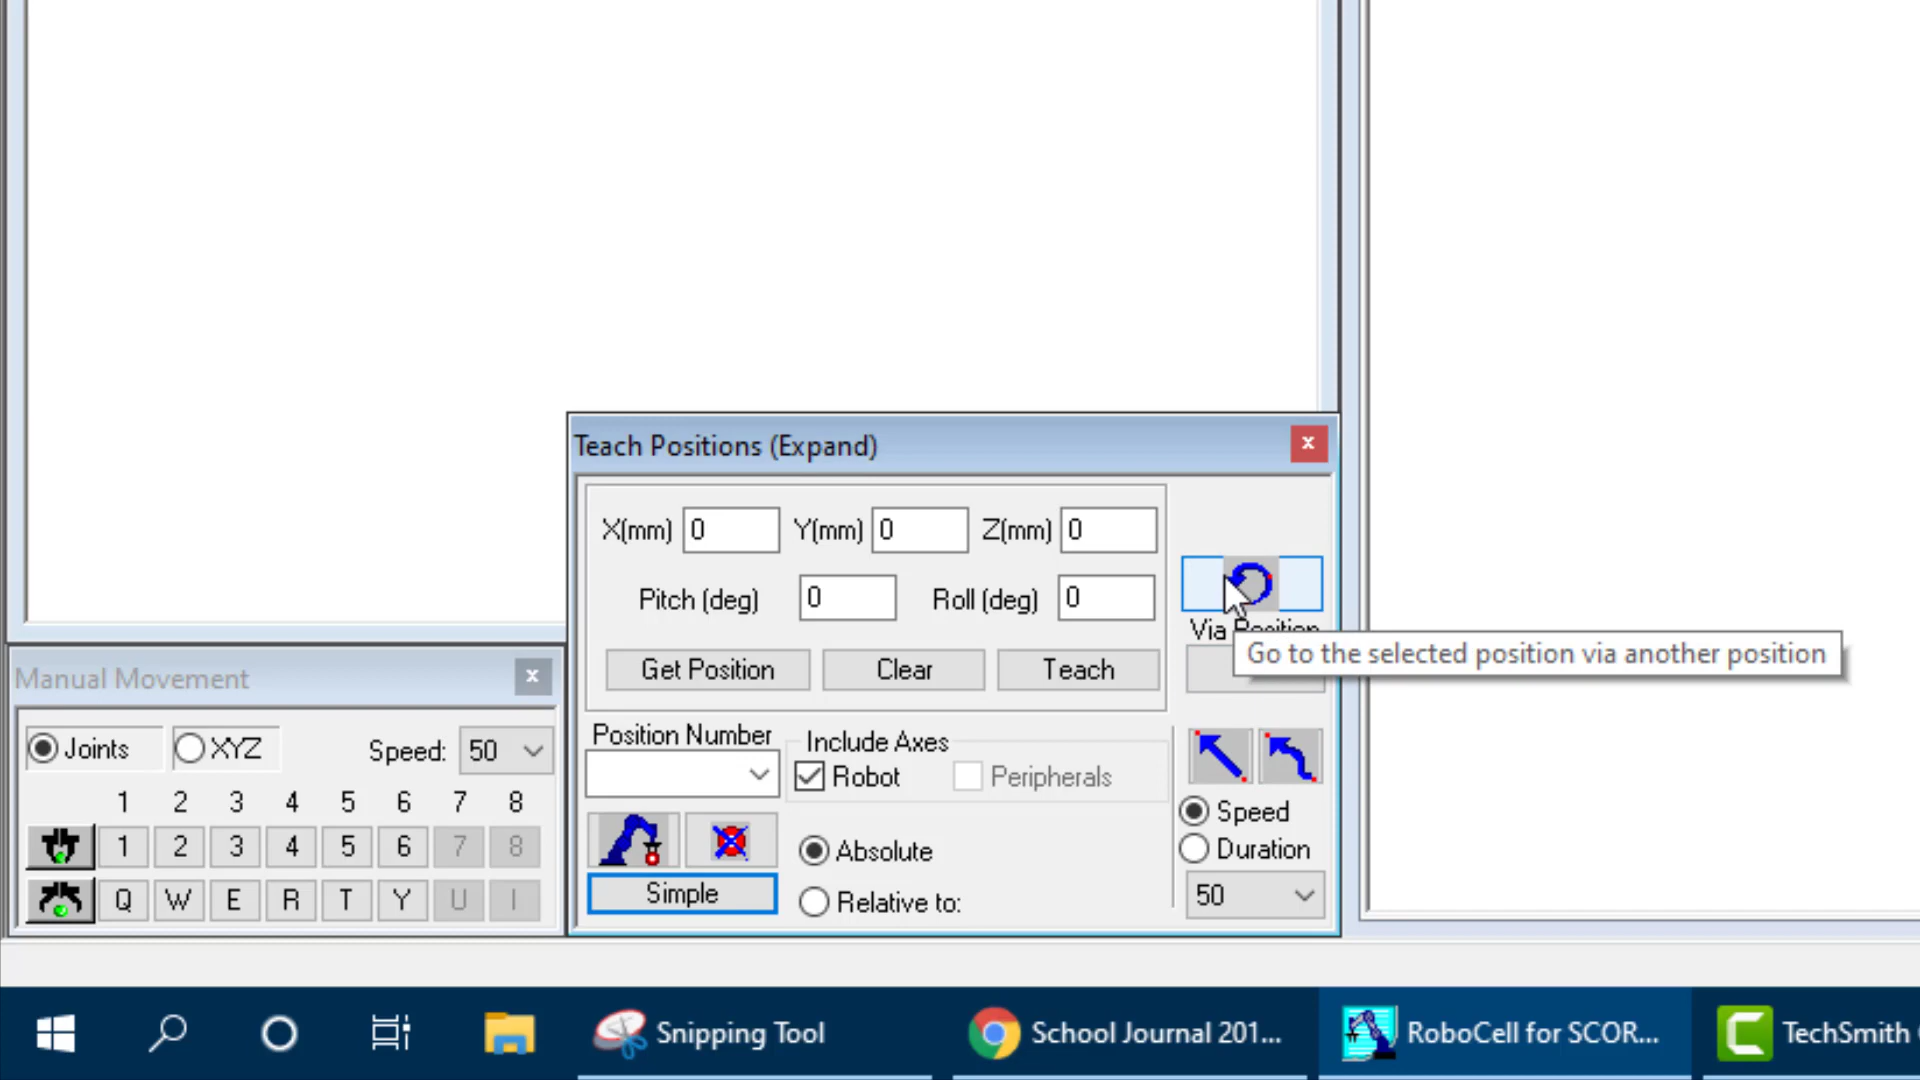 Teach Positions (Expand)
X(mm) 0 Y(mm) 0 Z(mm) 0
Pitch (deg) 0 Roll (deg) 0
Get Position Clear Teach
Via Position
Go to the selected position via another position
Position Number
Include Axes
Robot Peripherals
Absolute
Simple
Relative to:
Speed
Duration
50
Manual Movement
Joints XYZ Speed: 50
1 2 3 4 5 6 7 8
1 2 3 4 5 6 7 8
Q W E R T Y U I
Snipping Tool
School Journal 201...
RoboCell for SCOR...
TechSmith